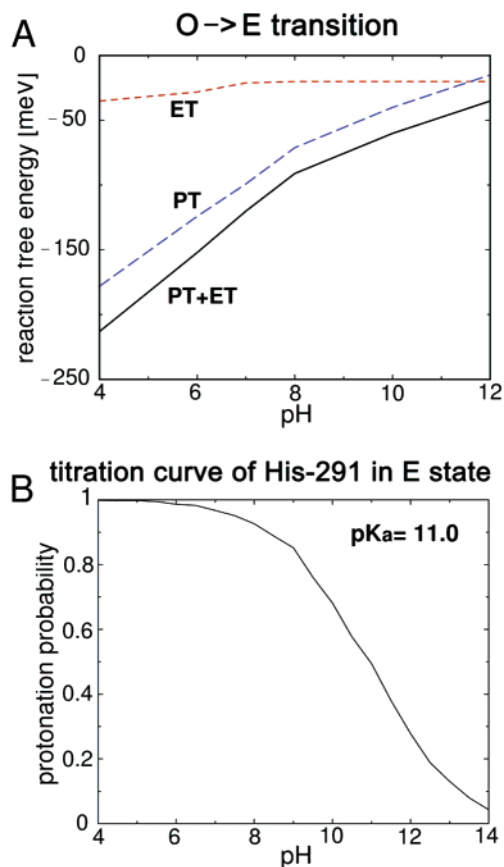 A
O –> E transition
reaction free energy [meV]
0
−50
−150
−250
ET
PT
PT+ET
4
6
8
10
12
pH
B
titration curve of His-291 in E state
protonation probability
1
0.8
0.6
0.4
0.2
0
pKa= 11.0
4
6
8
10
12
14
pH